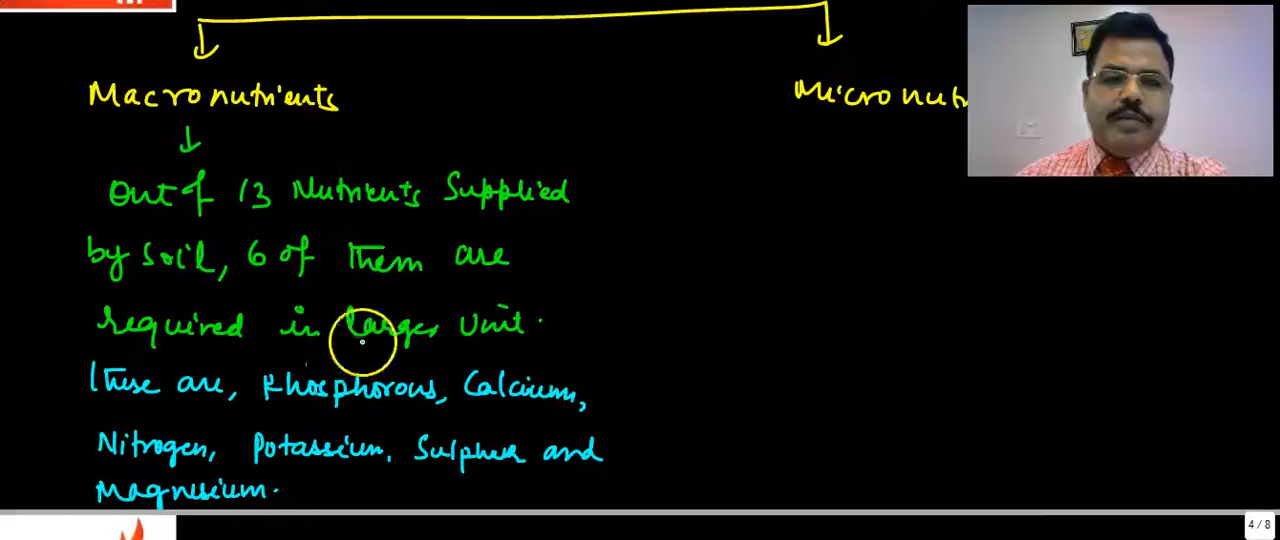 Macronutrients
Micronutr
Out of 13 Nutrients Supplied
by soil, 6 of them are
required in larger unit.
These are, Phosphorous, Calcium,
Nitrogen, Potassium, Sulphur and
Magnesium.
4 / 8